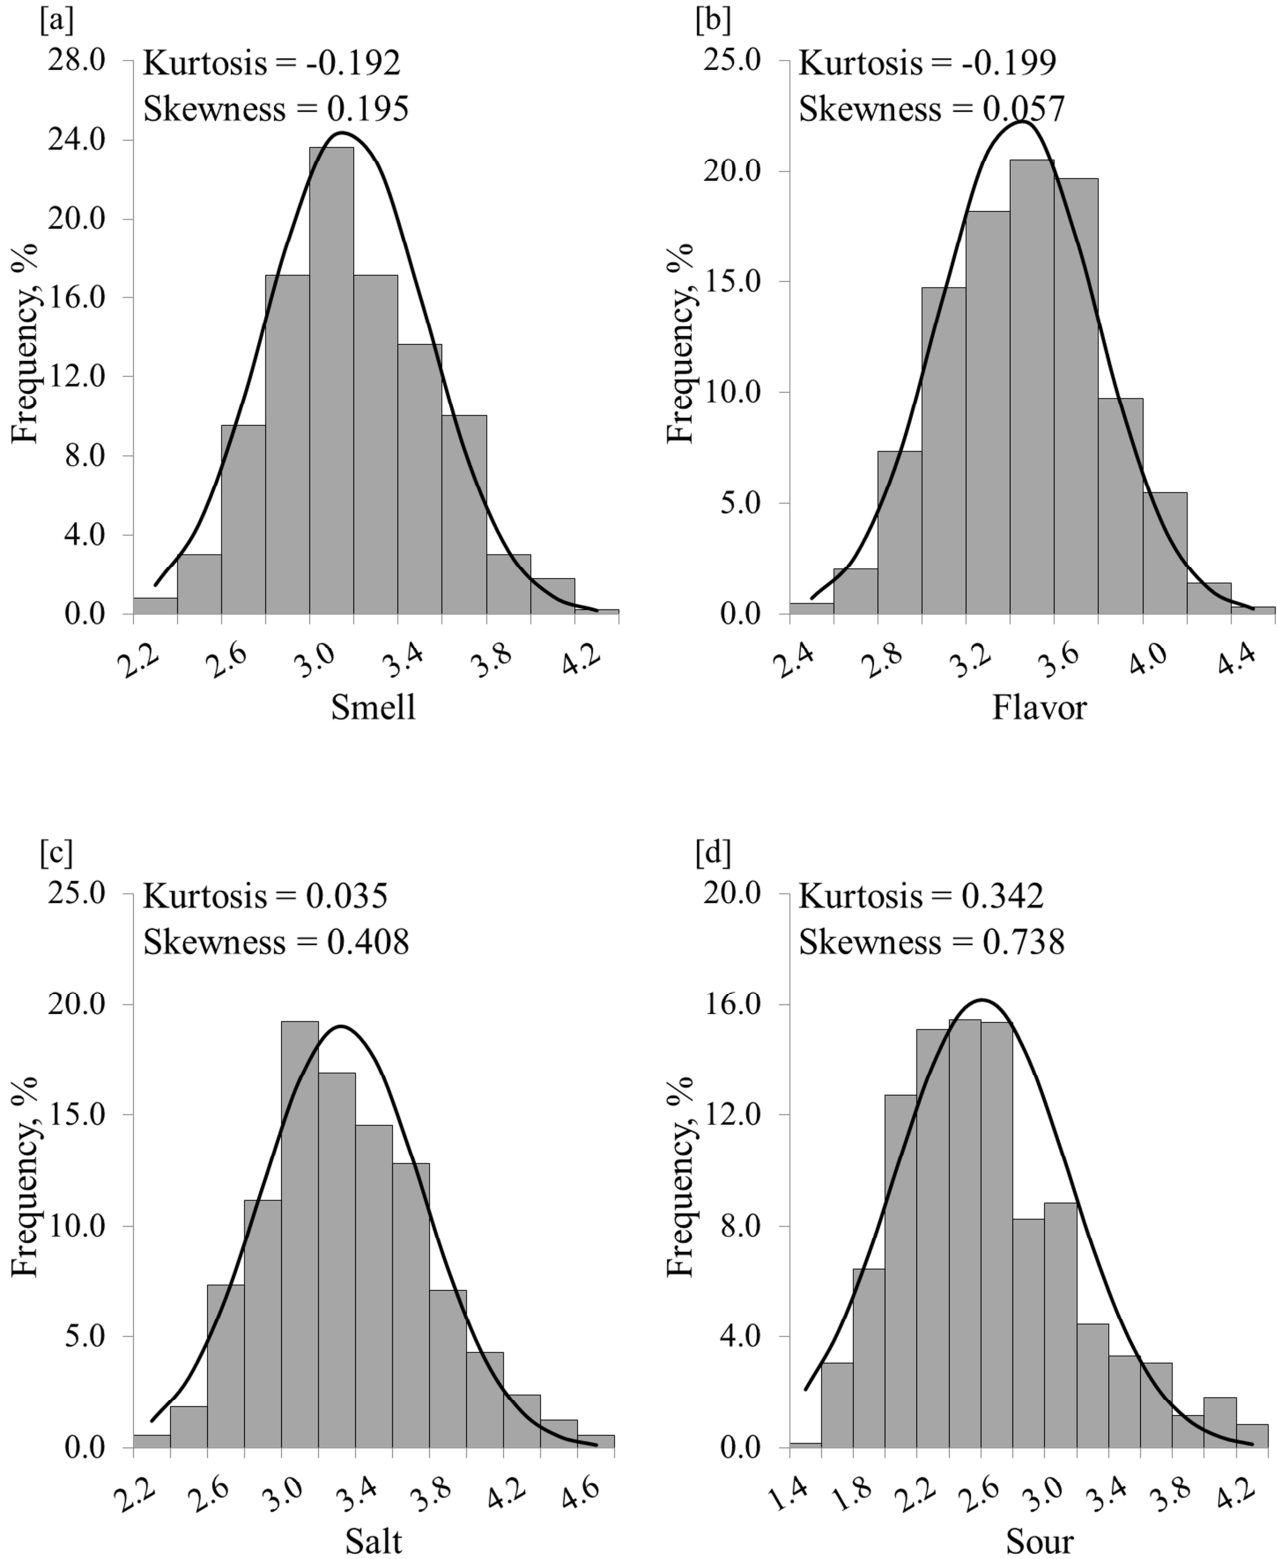 [a]
Kurtosis = -0.192
Skewness = 0.195
28.0
24.0
20.0
16.0
12.0
8.0
4.0
0.0
Frequency, %
2.2 2.6 3.0 3.4 3.8 4.2
Smell
[b]
Kurtosis = -0.199
Skewness = 0.057
25.0
20.0
15.0
10.0
5.0
0.0
Frequency, %
2.4 2.8 3.2 3.6 4.0 4.4
Flavor
[c]
Kurtosis = 0.035
Skewness = 0.408
25.0
20.0
15.0
10.0
5.0
0.0
Frequency, %
2.2 2.6 3.0 3.4 3.8 4.2 4.6
Salt
[d]
Kurtosis = 0.342
Skewness = 0.738
20.0
16.0
12.0
8.0
4.0
0.0
Frequency, %
1.4 1.8 2.2 2.6 3.0 3.4 3.8 4.2
Sour